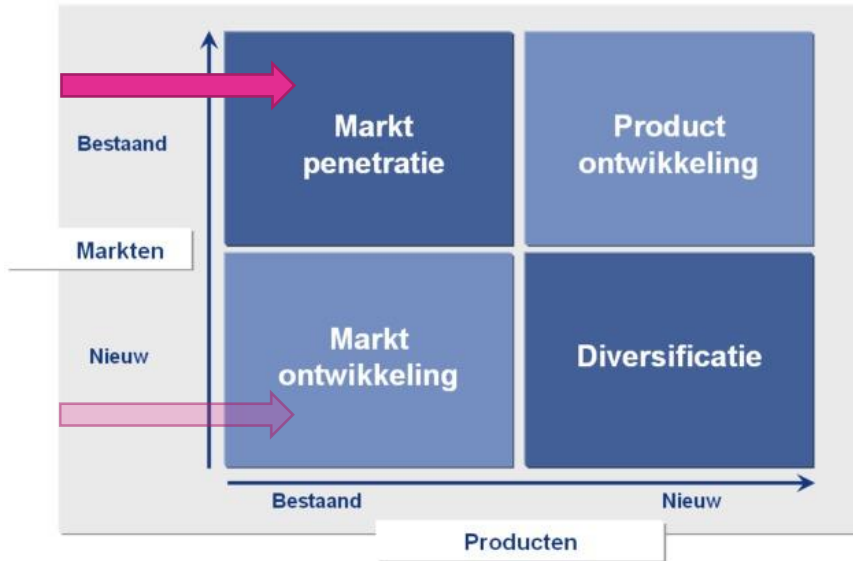 Markt
penetratie
Product
ontwikkeling
Bestaand
Markten
Markt
ontwikkeling
Diversificatie
Nieuw
Bestaand
Nieuw
Producten